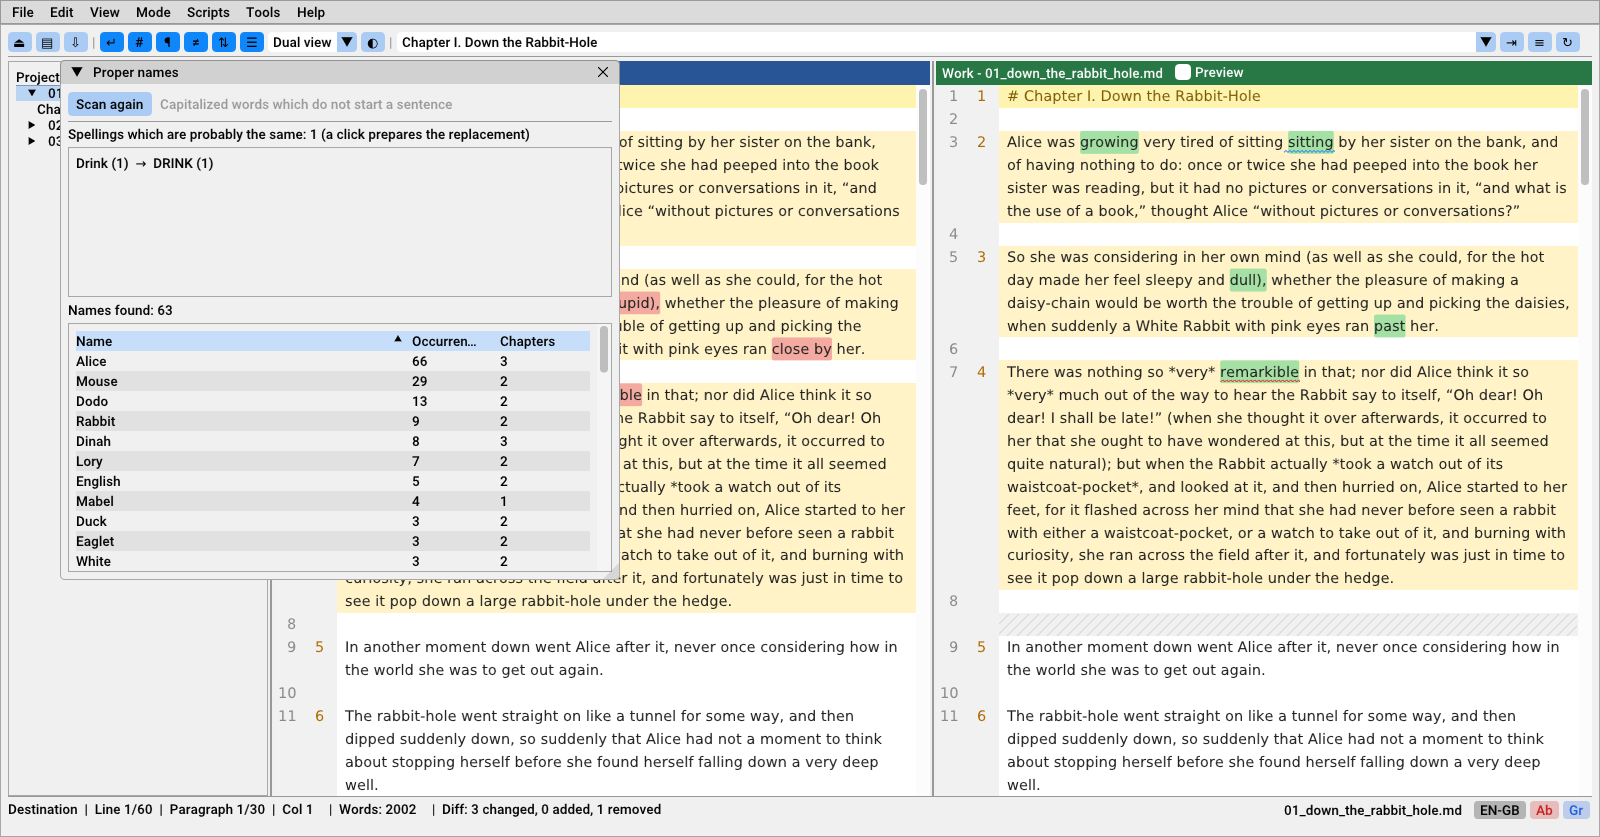 File Edit View Mode Scripts Tools Help
Dual view Chapter I. Down the Rabbit-Hole
Project
01
Cha
02
03
Proper names
Scan again Capitalized words which do not start a sentence
Spellings which are probably the same: 1 (a click prepares the replacement)
Drink (1) → DRINK (1)
Names found: 63
Name Occurren... Chapters
Alice 66 3
Mouse 29 2
Dodo 13 2
Rabbit 9 2
Dinah 8 3
Lory 7 2
English 5 2
Mabel 4 1
Duck 3 2
Eaglet 3 2
White 3 2
of sitting by her sister on the bank,
twice she had peeped into the book
pictures or conversations in it, “and
lice “without pictures or conversations
nd (as well as she could, for the hot
upid), whether the pleasure of making
uble of getting up and picking the
it with pink eyes ran close by her.
ble in that; nor did Alice think it so
he Rabbit say to itself, “Oh dear! Oh
ght it over afterwards, it occurred to
at this, but at the time it all seemed
ctually *took a watch out of its
nd then hurried on, Alice started to her
at she had never before seen a rabbit
atch to take out of it, and burning with
curiosity, she ran across the field after it, and fortunately was just in time to
see it pop down a large rabbit-hole under the hedge.
8
9 5 In another moment down went Alice after it, never once considering how in
the world she was to get out again.
10
11 6 The rabbit-hole went straight on like a tunnel for some way, and then
dipped suddenly down, so suddenly that Alice had not a moment to think
about stopping herself before she found herself falling down a very deep
well.
Work - 01_down_the_rabbit_hole.md Preview
1 1 # Chapter I. Down the Rabbit-Hole
2
3 2 Alice was growing very tired of sitting sitting by her sister on the bank, and
of having nothing to do: once or twice she had peeped into the book her
sister was reading, but it had no pictures or conversations in it, “and what is
the use of a book,” thought Alice “without pictures or conversations?”
4
5 3 So she was considering in her own mind (as well as she could, for the hot
day made her feel sleepy and dull), whether the pleasure of making a
daisy-chain would be worth the trouble of getting up and picking the daisies,
when suddenly a White Rabbit with pink eyes ran past her.
6
7 4 There was nothing so *very* remarkible in that; nor did Alice think it so
*very* much out of the way to hear the Rabbit say to itself, “Oh dear! Oh
dear! I shall be late!” (when she thought it over afterwards, it occurred to
her that she ought to have wondered at this, but at the time it all seemed
quite natural); but when the Rabbit actually *took a watch out of its
waistcoat-pocket*, and looked at it, and then hurried on, Alice started to her
feet, for it flashed across her mind that she had never before seen a rabbit
with either a waistcoat-pocket, or a watch to take out of it, and burning with
curiosity, she ran across the field after it, and fortunately was just in time to
see it pop down a large rabbit-hole under the hedge.
8
9 5 In another moment down went Alice after it, never once considering how in
the world she was to get out again.
10
11 6 The rabbit-hole went straight on like a tunnel for some way, and then
dipped suddenly down, so suddenly that Alice had not a moment to think
about stopping herself before she found herself falling down a very deep
well.
Destination | Line 1/60 | Paragraph 1/30 | Col 1 | Words: 2002 | Diff: 3 changed, 0 added, 1 removed
01_down_the_rabbit_hole.md EN-GB Ab Gr